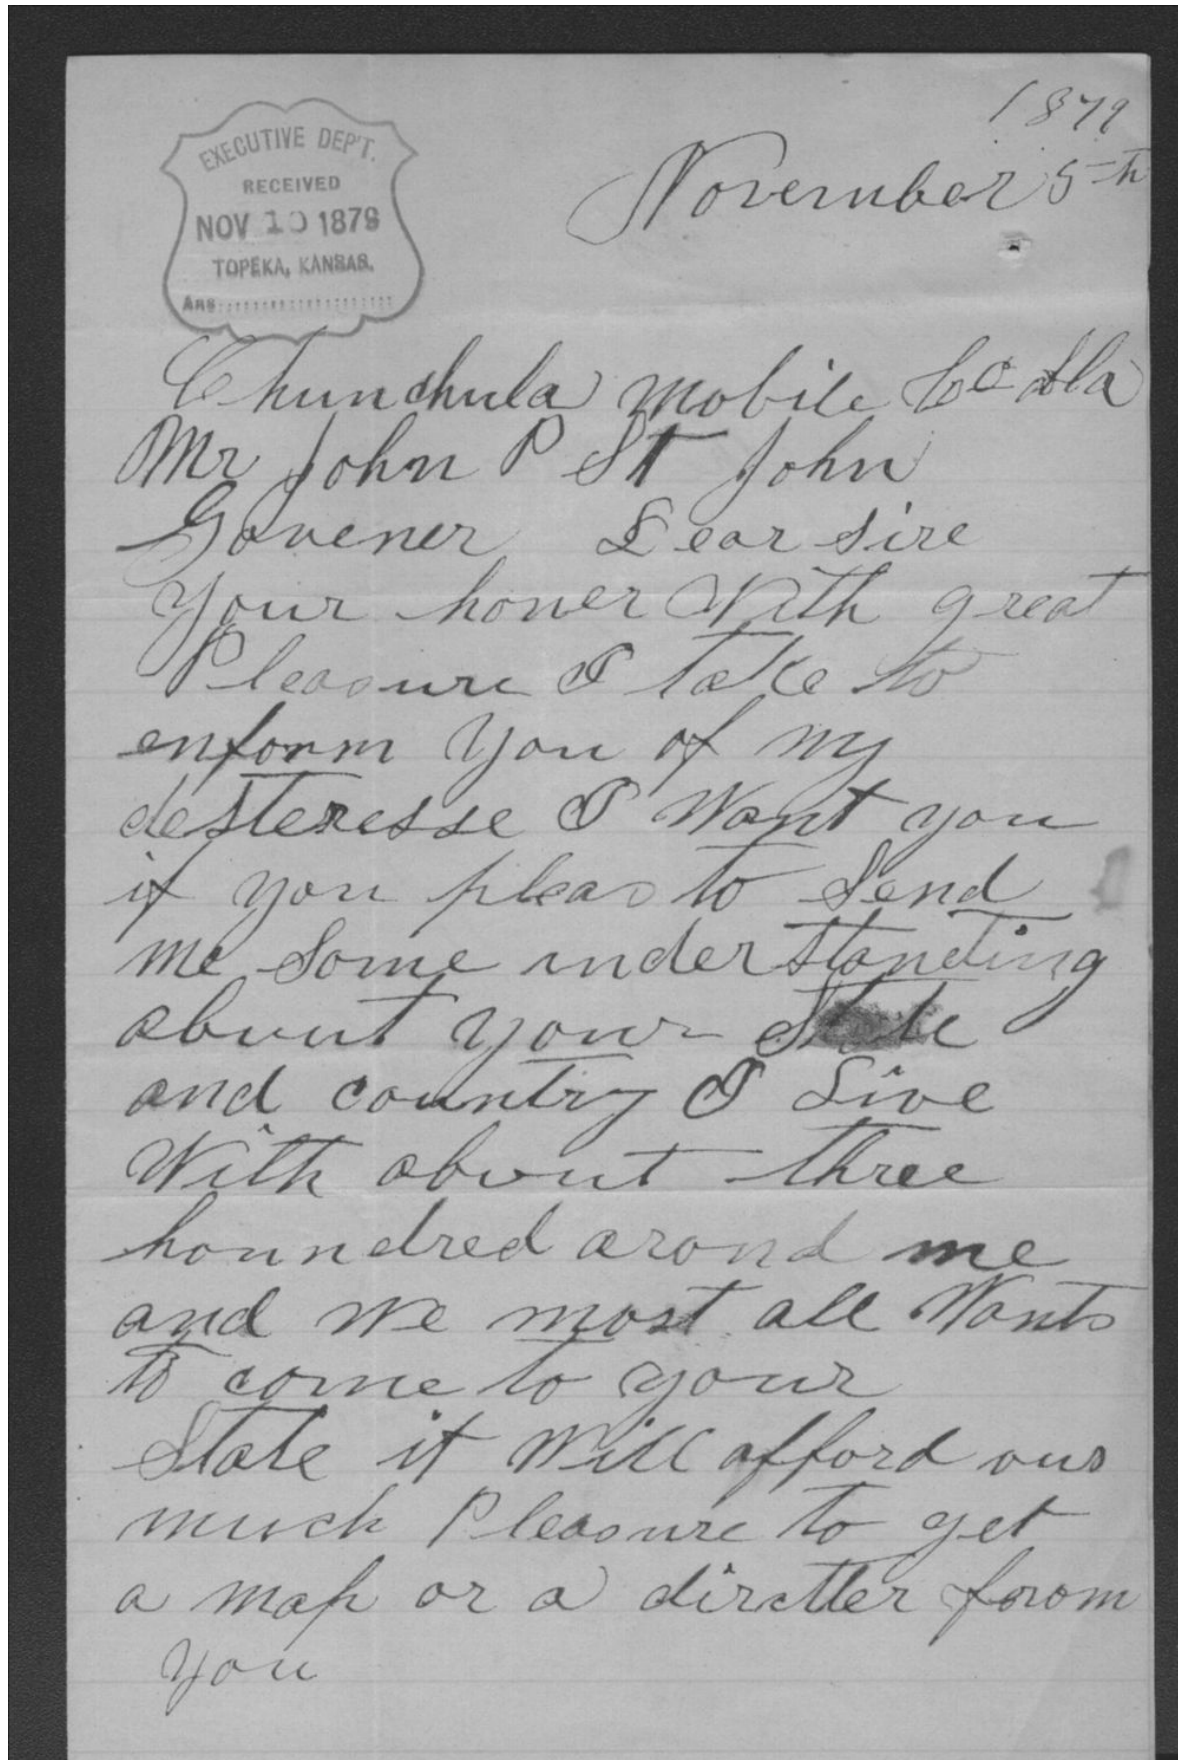 EXECUTIVE DEP'T.
RECEIVED
NOV 10 1879
TOPEKA, KANSAS.
Ans
1879
November 5th
Chunchula mobile Co Ala
Mr John P St John
Govener Dear sire
Your honer With great
Pleasure I take to
enform you of my
desteresse I Want you
if you pleas to Send
me Some understanding
about your State
and country I Live
With about three
houndred arond me
and we most all Wants
to come to your
State it Will afford ous
much Pleasure to get
a map or a dirctter forom
you